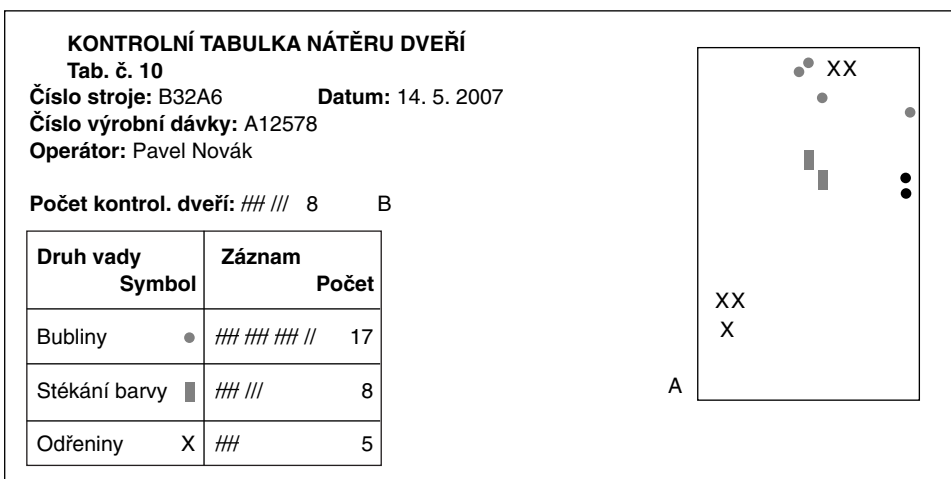 KONTROLNÍ TABULKA NÁTĚRU DVEŘÍ
Tab. č. 10
Číslo stroje: B32A6 Datum: 14. 5. 2007
Číslo výrobní dávky: A12578
Operátor: Pavel Novák
Počet kontrol. dveří: //// /// 8 B
Druh vady Záznam
Symbol Počet
Bubliny //// //// //// // 17
Stékání barvy //// /// 8
Odřeniny X //// 5
XX
XX
X
A